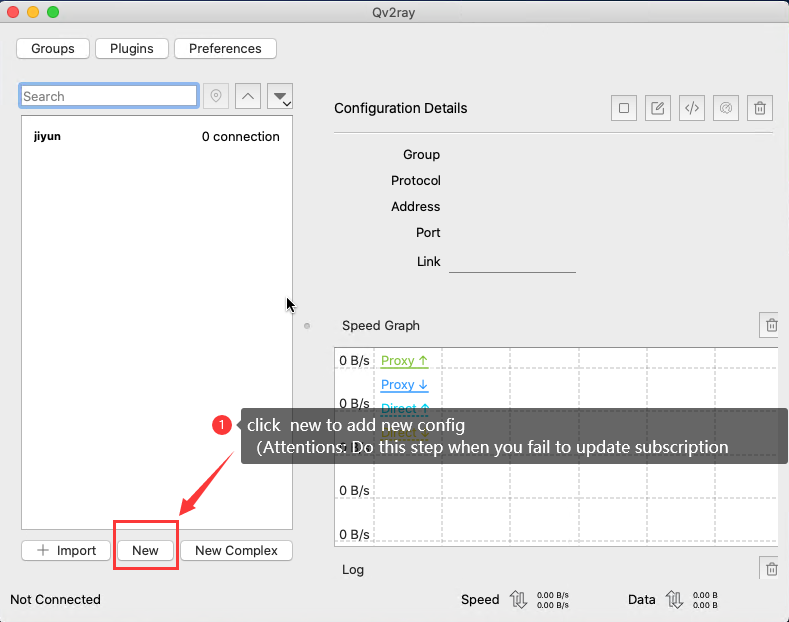 Qv2ray
Groups
Plugins
Preferences
Search
Configuration Details
jiyun
0 connection
Group
Protocol
Address
Port
Link
Speed Graph
0 B/s
Proxy ↑
Proxy ↓
0 B/s
Direct ↑
1
click new to add new config
(Attentions: Do this step when you fail to update subscription
0 B/s
0 B/s
Import
New
New Complex
Log
Not Connected
Speed
0.00 B/s
0.00 B/s
Data
0.00 B
0.00 B